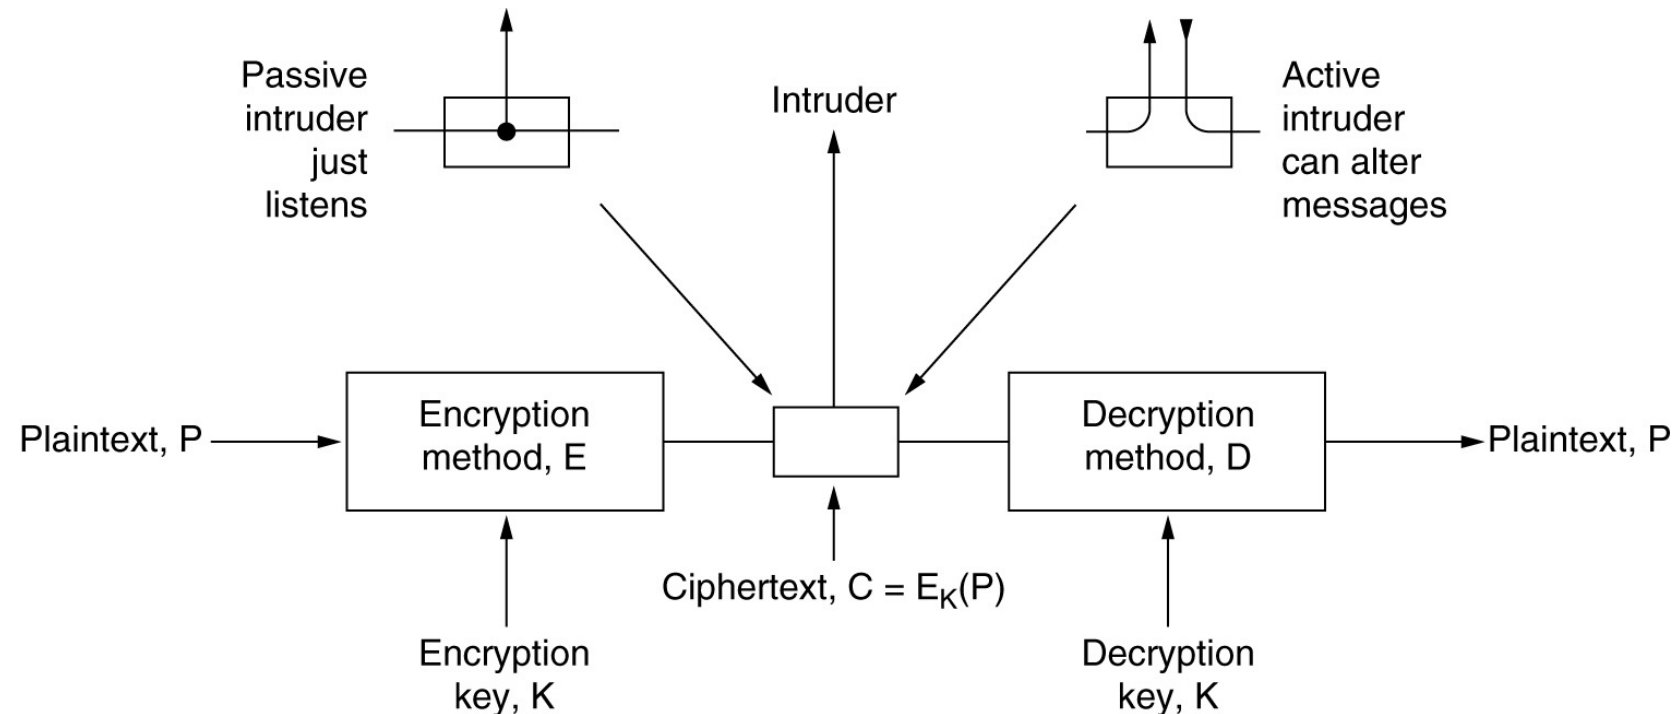 Passive
intruder
just
listens
Intruder
Active
intruder
can alter
messages
Plaintext, P
Encryption
method, E
Decryption
method, D
Plaintext, P
Ciphertext, C = E_K(P)
Encryption
key, K
Decryption
key, K